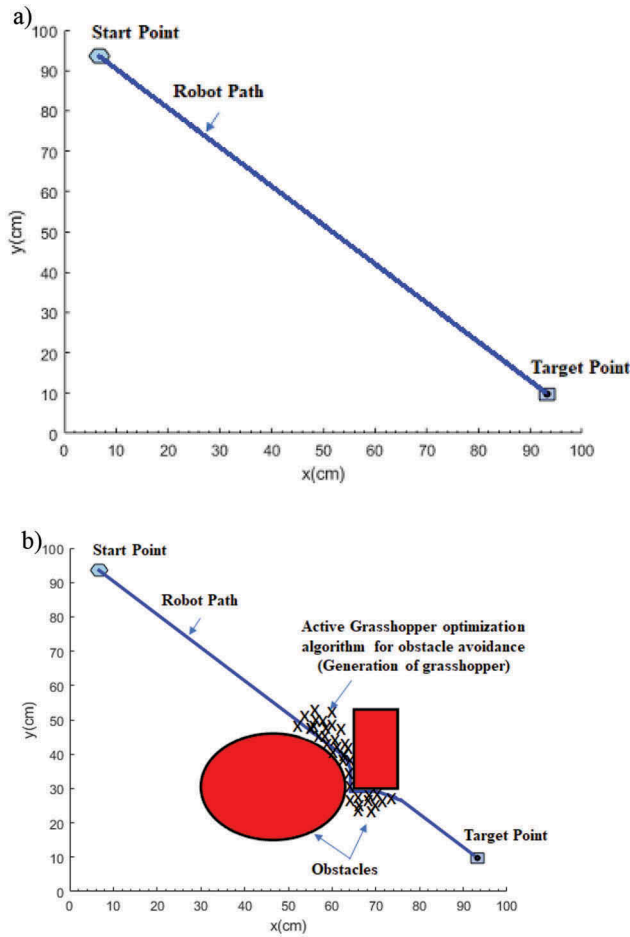 a)
Start Point
Robot Path
Target Point
y(cm)
100
90
80
70
60
50
40
30
20
10
0
0 10 20 30 40 50 60 70 80 90 100
x(cm)
b)
Start Point
Robot Path
Active Grasshopper optimization
algorithm for obstacle avoidance
(Generation of grasshopper)
Target Point
Obstacles
y(cm)
100
90
80
70
60
50
40
30
20
10
0
0 10 20 30 40 50 60 70 80 90 100
x(cm)